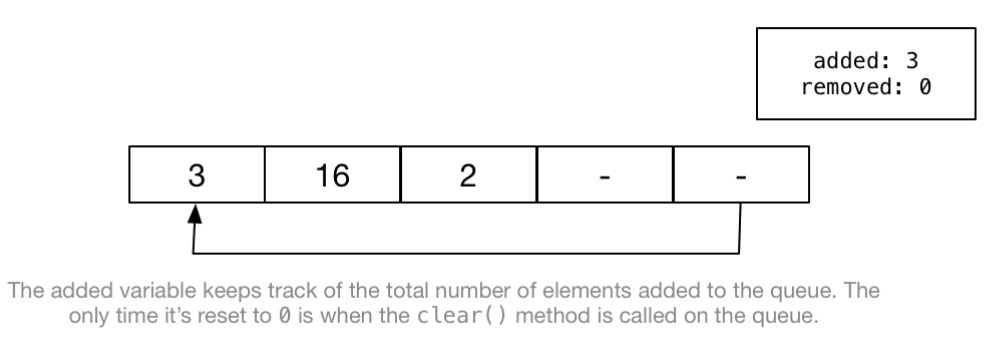 added: 3
removed: 0
3 16 2 - -
The added variable keeps track of the total number of elements added to the queue. The
only time it's reset to 0 is when the clear() method is called on the queue.